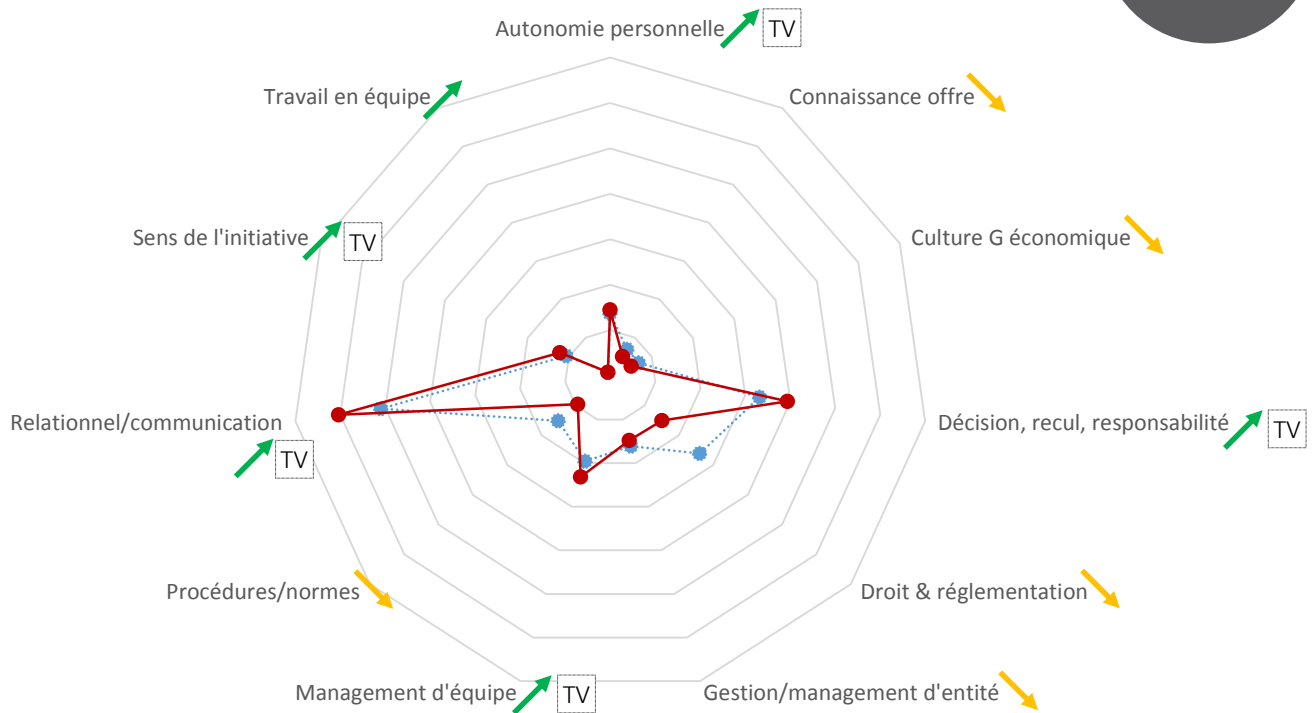 Autonomie personnelle
TV
Travail en équipe
Connaissance offre
Sens de l'initiative
TV
Culture G économique
Relationnel/communication
TV
Décision, recul, responsabilité
TV
Procédures/normes
Droit & réglementation
Management d'équipe
TV
Gestion/management d'entité